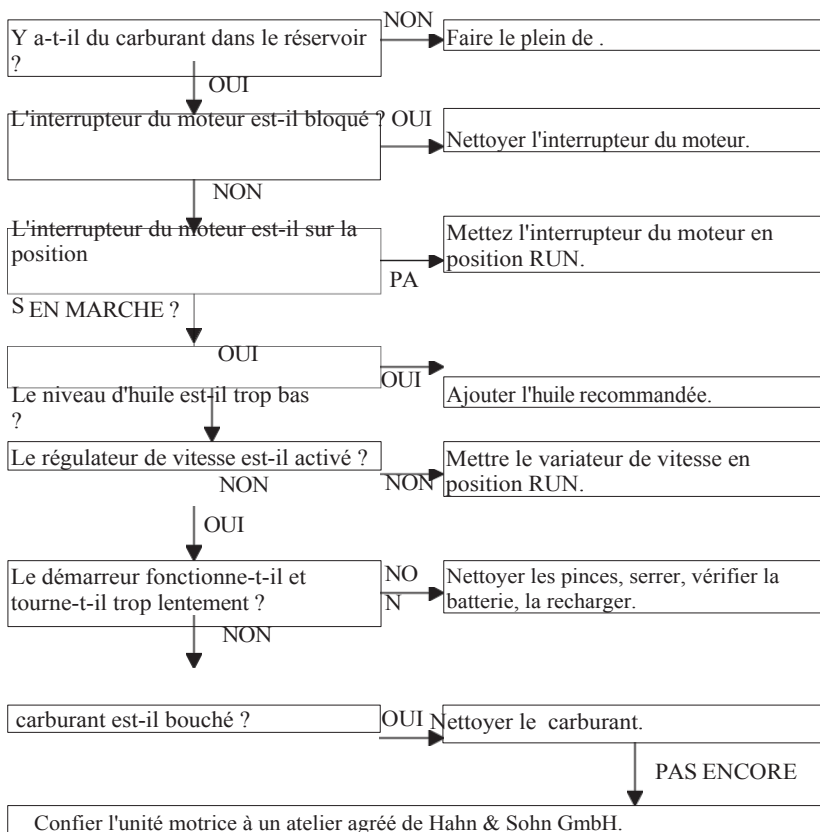 NON
Y a-t-il du carburant dans le réservoir
?
Faire le plein de .
OUI
L'interrupteur du moteur est-il bloqué ? OUI
Nettoyer l'interrupteur du moteur.
NON
L'interrupteur du moteur est-il sur la
position
Mettez l'interrupteur du moteur en
position RUN.
PA
S EN MARCHE ?
OUI
OUI
Le niveau d'huile est-il trop bas
?
Ajouter l'huile recommandée.
Le régulateur de vitesse est-il activé ?
NON
NON
Mettre le variateur de vitesse en
position RUN.
OUI
Le démarreur fonctionne-t-il et
tourne-t-il trop lentement ?
NO
N
Nettoyer les pinces, serrer, vérifier la
batterie, la recharger.
NON
carburant est-il bouché ?
OUI
Nettoyer le carburant.
PAS ENCORE
Confier l'unité motrice à un atelier agréé de Hahn & Sohn GmbH.